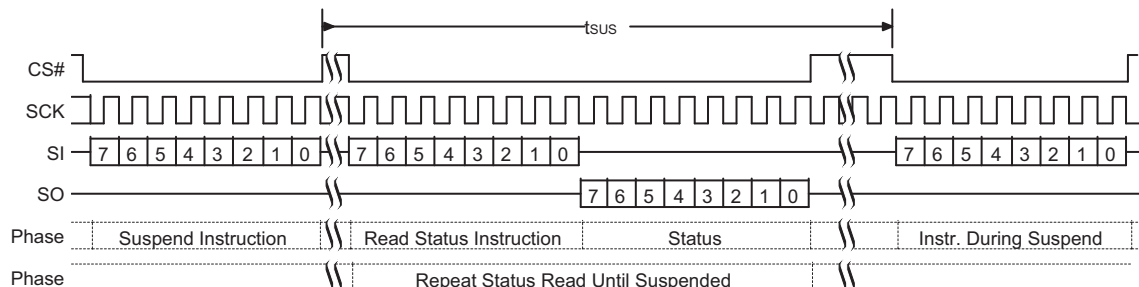 tSUS
CS#
SCK
SI 7 6 5 4 3 2 1 0 7 6 5 4 3 2 1 0 7 6 5 4 3 2 1 0
SO 7 6 5 4 3 2 1 0
Phase Suspend Instruction Read Status Instruction Status Instr. During Suspend
Phase Repeat Status Read Until Suspended